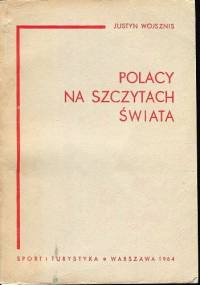 JUSTYN WOJSZNIS
POLACY
NA SZCZYTACH
ŚWIATA
SPORT I TURYSTYKA • WARSZAWA 1964